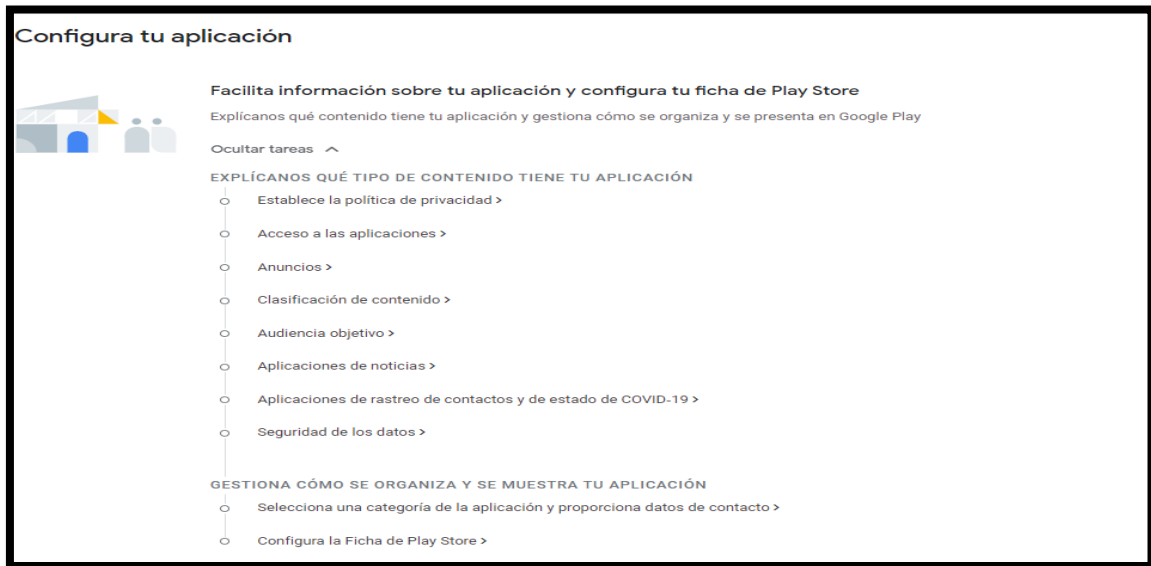 Configura tu aplicación
Facilita información sobre tu aplicación y configura tu ficha de Play Store
Explícanos qué contenido tiene tu aplicación y gestiona cómo se organiza y se presenta en Google Play
Ocultar tareas
EXPLÍCANOS QUÉ TIPO DE CONTENIDO TIENE TU APLICACIÓN
Establece la política de privacidad >
Acceso a las aplicaciones >
Anuncios >
Clasificación de contenido >
Audiencia objetivo >
Aplicaciones de noticias >
Aplicaciones de rastreo de contactos y de estado de COVID-19 >
Seguridad de los datos >
GESTIONA CÓMO SE ORGANIZA Y SE MUESTRA TU APLICACIÓN
Selecciona una categoría de la aplicación y proporciona datos de contacto >
Configura la Ficha de Play Store >